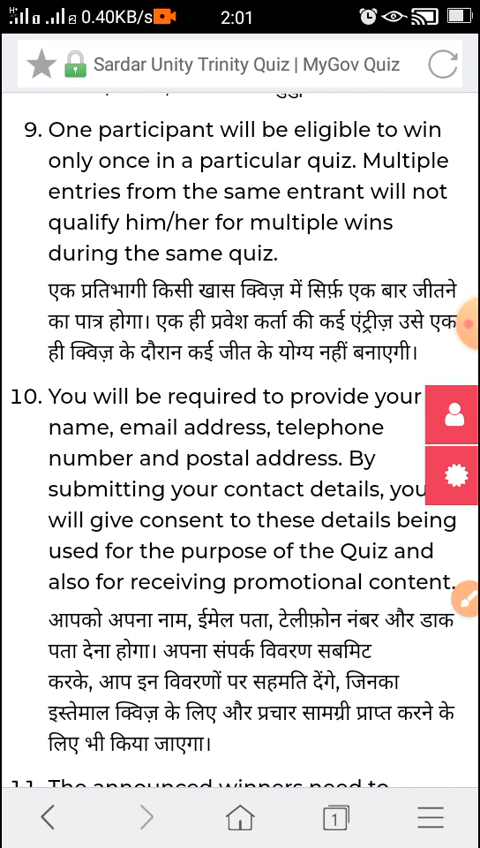 0.40KB/s
2:01
Sardar Unity Trinity Quiz | MyGov Quiz
9. One participant will be eligible to win
only once in a particular quiz. Multiple
entries from the same entrant will not
qualify him/her for multiple wins
during the same quiz.
एक प्रतिभागी किसी खास क्विज़ में सिर्फ़ एक बार जीतने
का पात्र होगा। एक ही प्रवेश कर्ता की कई एंट्रीज़ उसे एक
ही क्विज़ के दौरान कई जीत के योग्य नहीं बनाएगी।
10. You will be required to provide your
name, email address, telephone
number and postal address. By
submitting your contact details, you
will give consent to these details being
used for the purpose of the Quiz and
also for receiving promotional content.
आपको अपना नाम, ईमेल पता, टेलीफ़ोन नंबर और डाक
पता देना होगा। अपना संपर्क विवरण सबमिट
करके, आप इन विवरणों पर सहमति देंगे, जिनका
इस्तेमाल क्विज़ के लिए और प्रचार सामग्री प्राप्त करने के
लिए भी किया जाएगा।
11. The announced winners need to
1